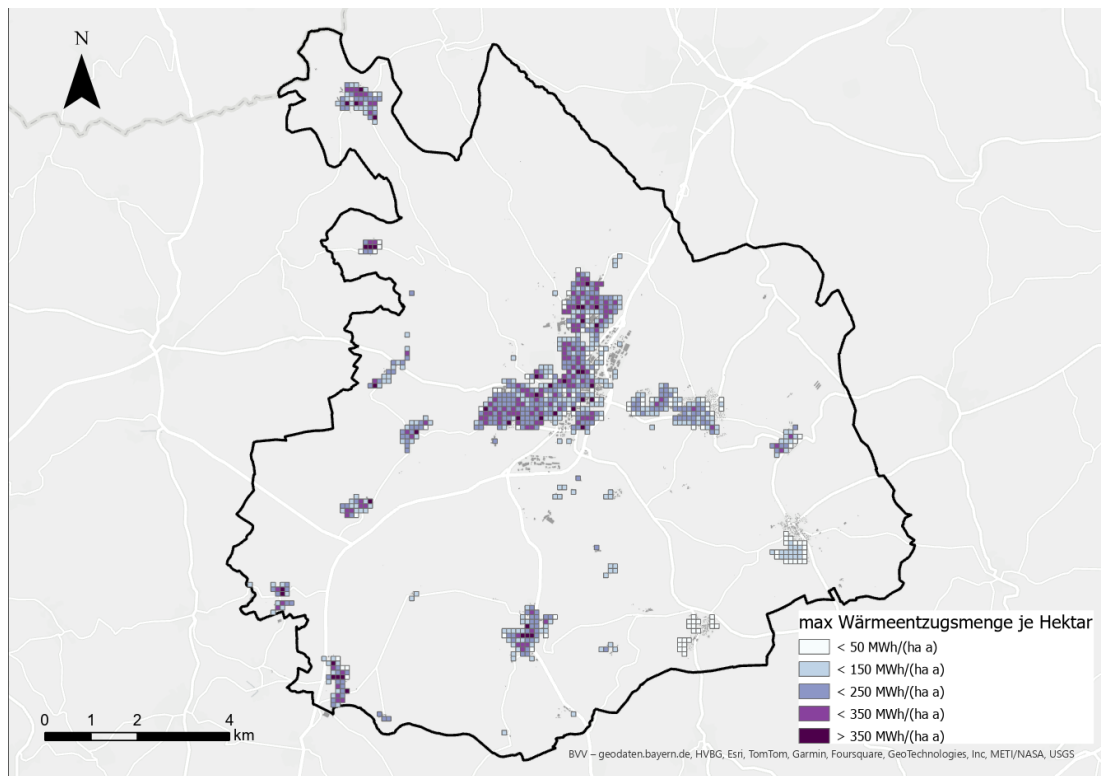 N
max Wärmeentzugsmenge je Hektar
< 50 MWh/(ha a)
< 150 MWh/(ha a)
< 250 MWh/(ha a)
< 350 MWh/(ha a)
> 350 MWh/(ha a)
0 1 2 4
km
BVV – geodaten.bayern.de, HVBG, Esri, TomTom, Garmin, Foursquare, GeoTechnologies, Inc, METI/NASA, USGS